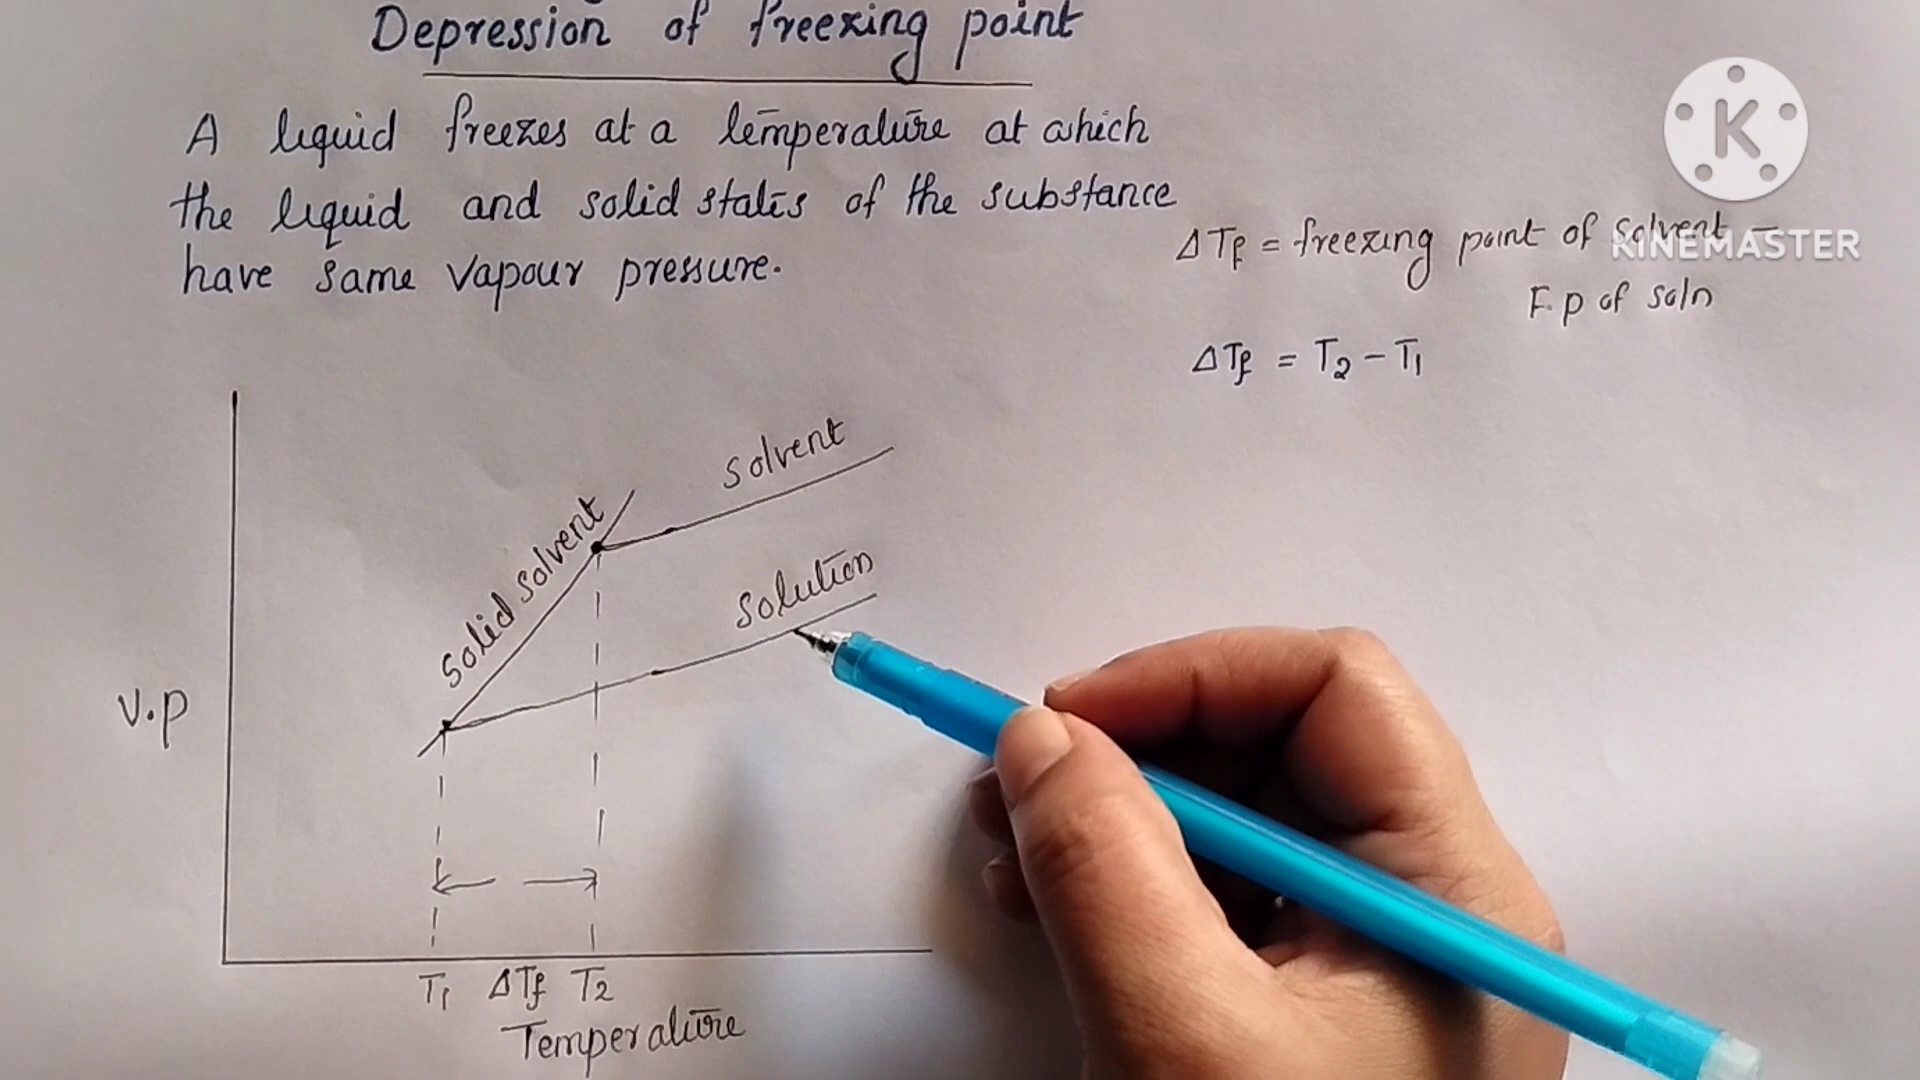 Depression of freezing point
A liquid freezes at a temperature at which
the liquid and solid states of the substance
have same vapour pressure.
K
KINEMASTER
ΔTf = freezing point of solvent –
F.p of soln
ΔTf = T2 – T1
solvent
solid solvent
solution
V.p
T1 ΔTf T2
Temperature